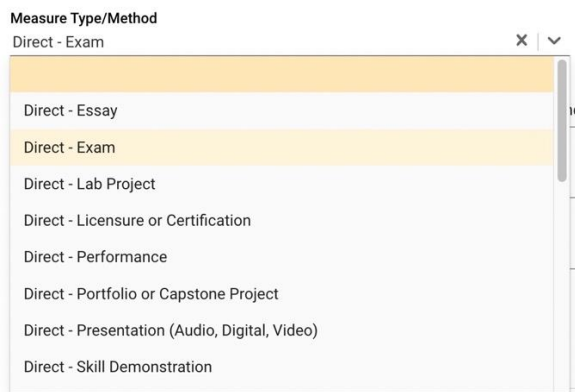 Measure Type/Method
Direct - Exam
Direct - Essay
Direct - Exam
Direct - Lab Project
Direct - Licensure or Certification
Direct - Performance
Direct - Portfolio or Capstone Project
Direct - Presentation (Audio, Digital, Video)
Direct - Skill Demonstration